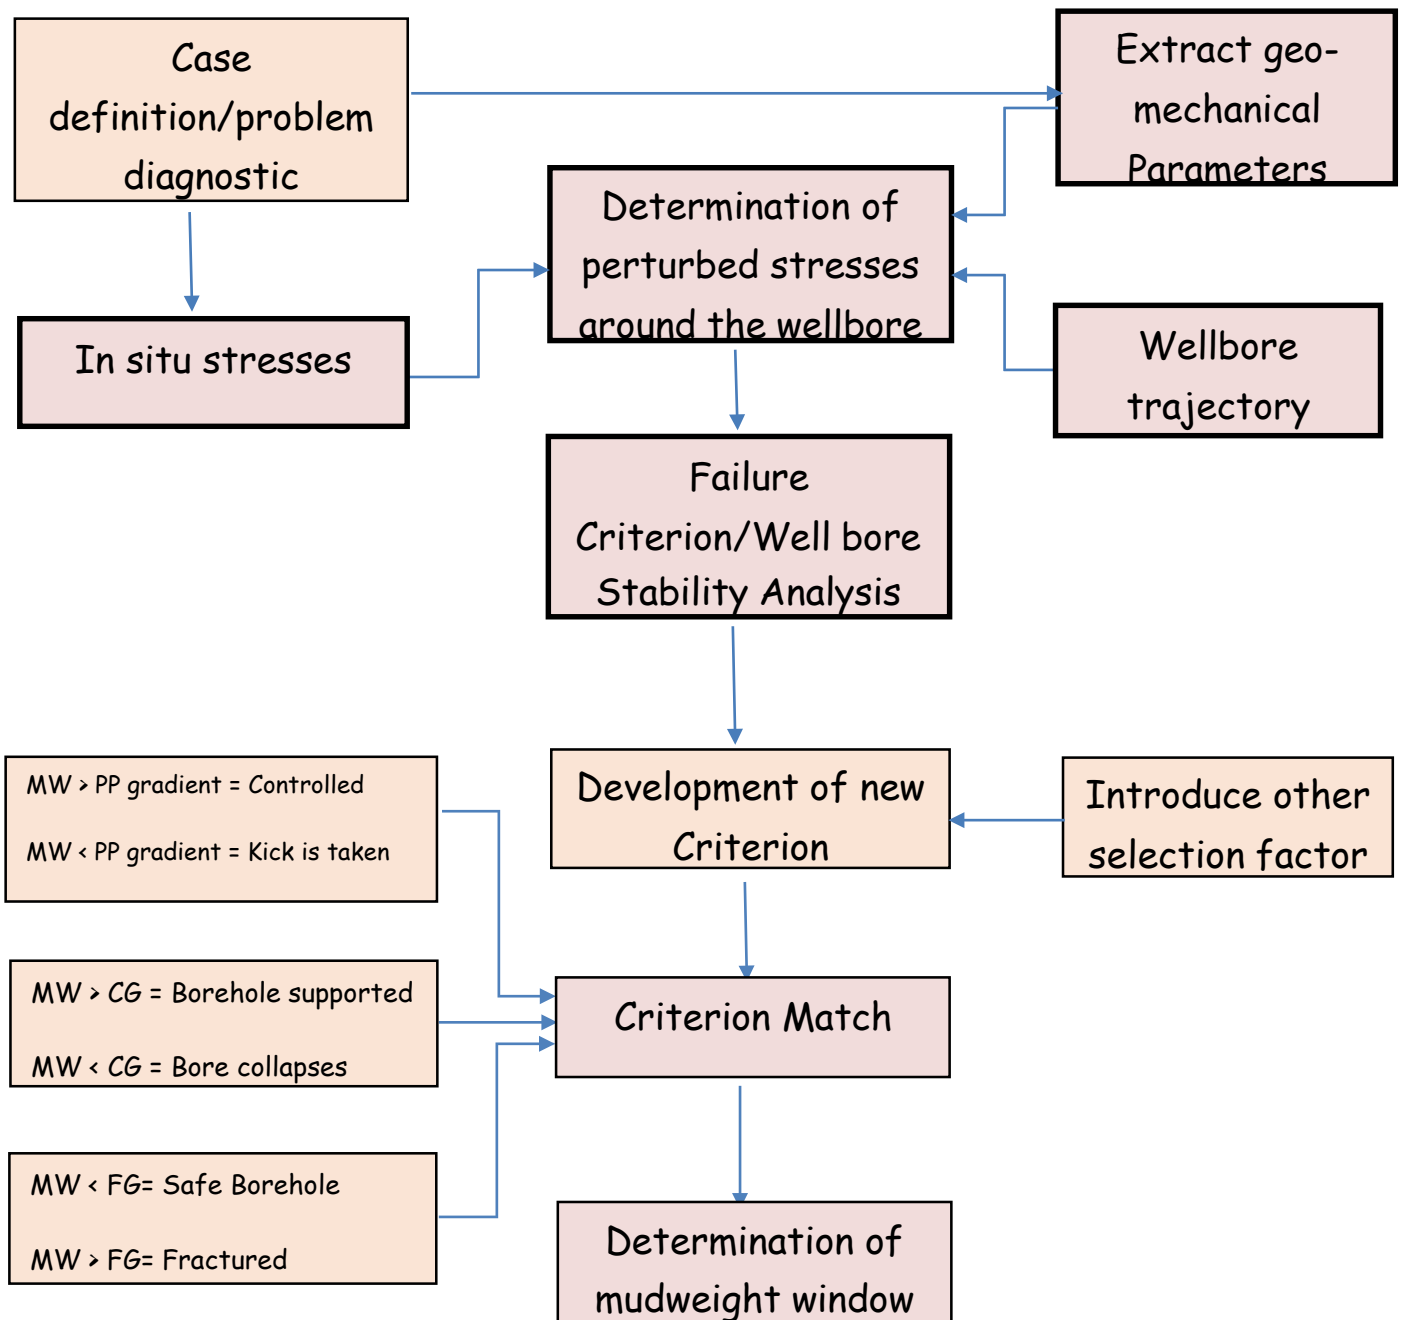 Case
definition/problem
diagnostic
Extract geo-
mechanical
Parameters
Determination of
perturbed stresses
around the wellbore
In situ stresses
Wellbore
trajectory
Failure
Criterion/Well bore
Stability Analysis
MW > PP gradient = Controlled
MW < PP gradient = Kick is taken
Development of new
Criterion
Introduce other
selection factor
MW > CG = Borehole supported
MW < CG = Bore collapses
Criterion Match
MW < FG= Safe Borehole
MW > FG= Fractured
Determination of
mudweight window